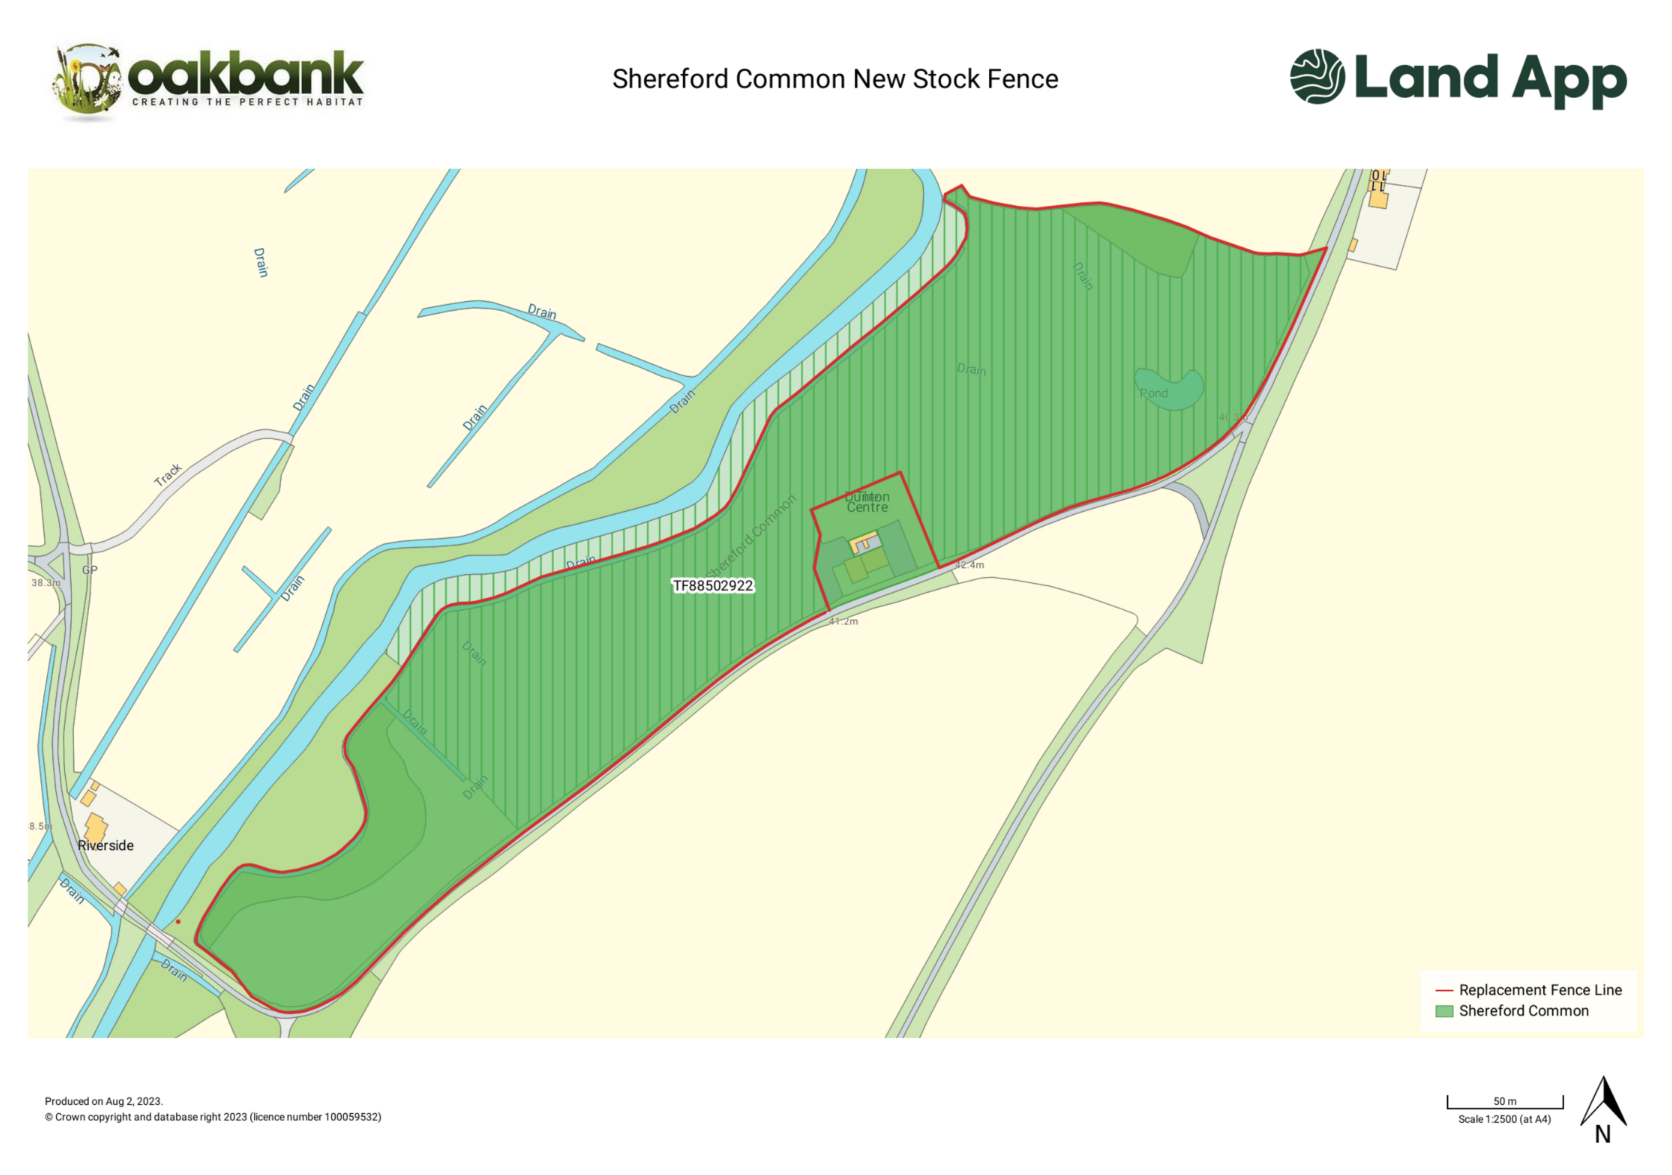 oakbank
CREATING THE PERFECT HABITAT
Shereford Common New Stock Fence
Land App
10
11
Drain
Drain
Drain
Drain
Drain
Drain
Pond
Drain
Drain
Track
Centre
Shereford Common
Drain
GP
38.3m
TF88502922
42.4m
Drain
41.2m
Drain
Drain
Drain
8.5m
Riverside
Drain
Drain
Replacement Fence Line
Shereford Common
Produced on Aug 2, 2023.
© Crown copyright and database right 2023 (licence number 100059532)
50 m
Scale 1:2500 (at A4)
N